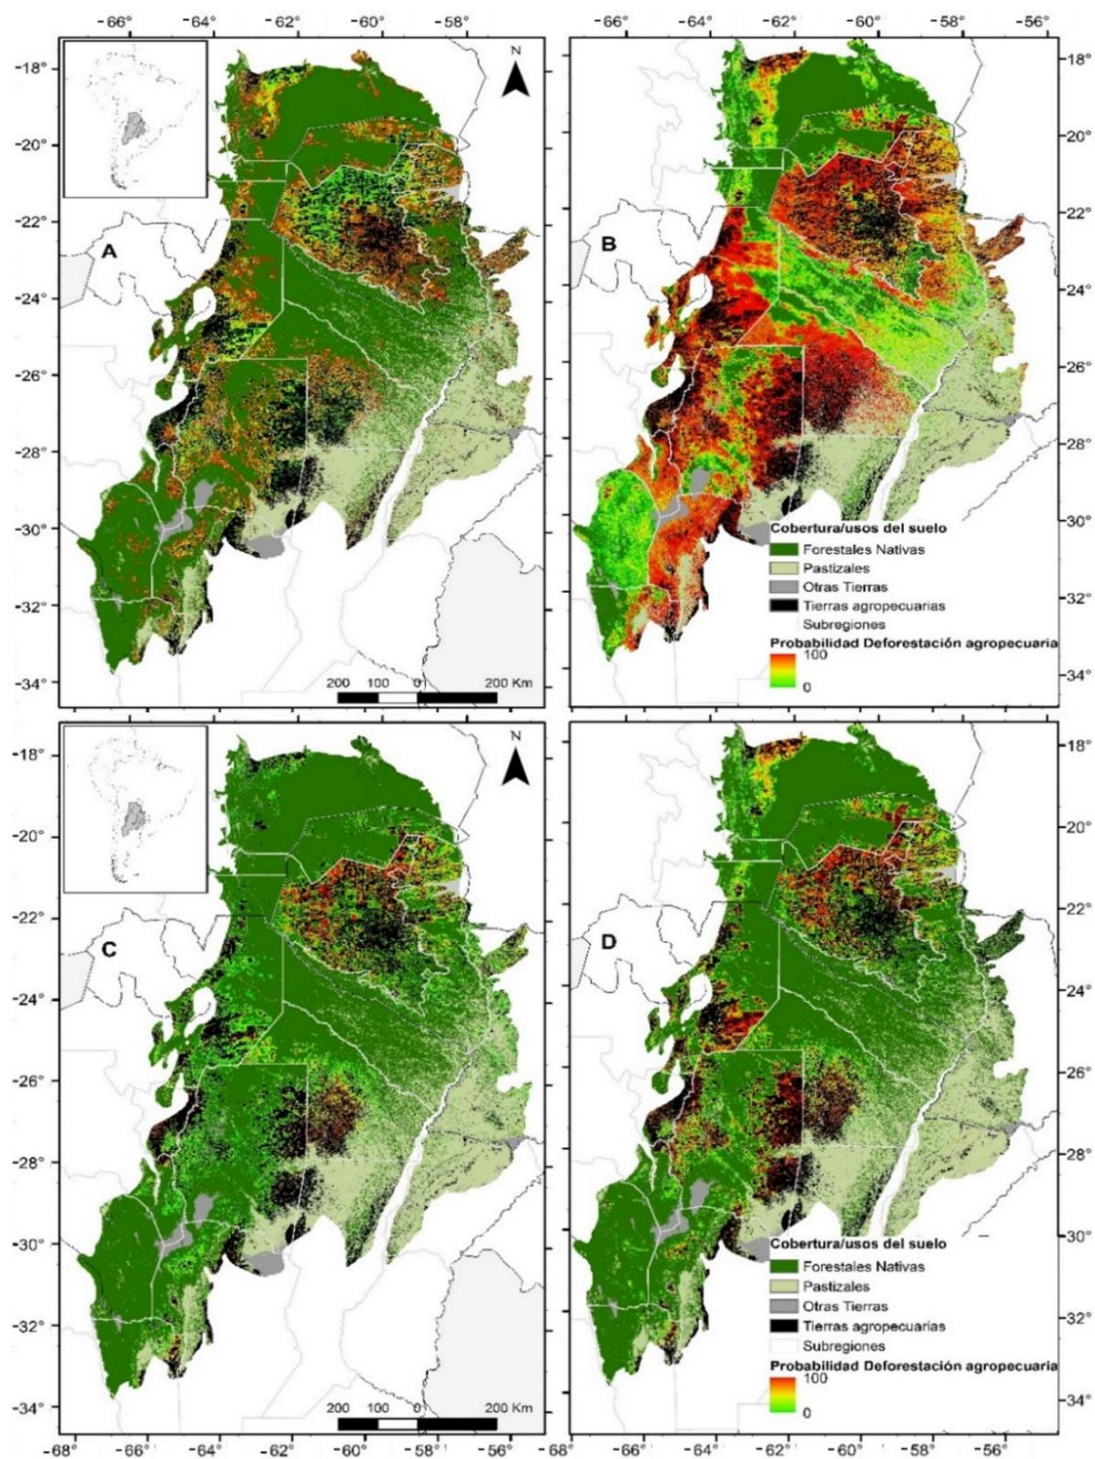 -66° -64° -62° -60° -58°
-66° -64° -62° -60° -58° -56°
N
-18°
-20°
-22°
-24°
-26°
-28°
-30°
-32°
-34°
A
200 100 0 200 Km
B
Cobertura/usos del suelo
Forestales Nativas
Pastizales
Otras Tierras
Tierras agropecuarias
Subregiones
Probabilidad Deforestación agropecuaria
100
0
-18°
-20°
-22°
-24°
-26°
-28°
-30°
-32°
-34°
N
-18°
-20°
-22°
-24°
-26°
-28°
-30°
-32°
-34°
C
200 100 0 200 Km
D
Cobertura/usos del suelo
Forestales Nativas
Pastizales
Otras Tierras
Tierras agropecuarias
Subregiones
Probabilidad Deforestación agropecuaria
100
0
-18°
-20°
-22°
-24°
-26°
-28°
-30°
-32°
-34°
-68° -66° -64° -62° -60° -58° -56°
-68° -66° -64° -62° -60° -58° -56°